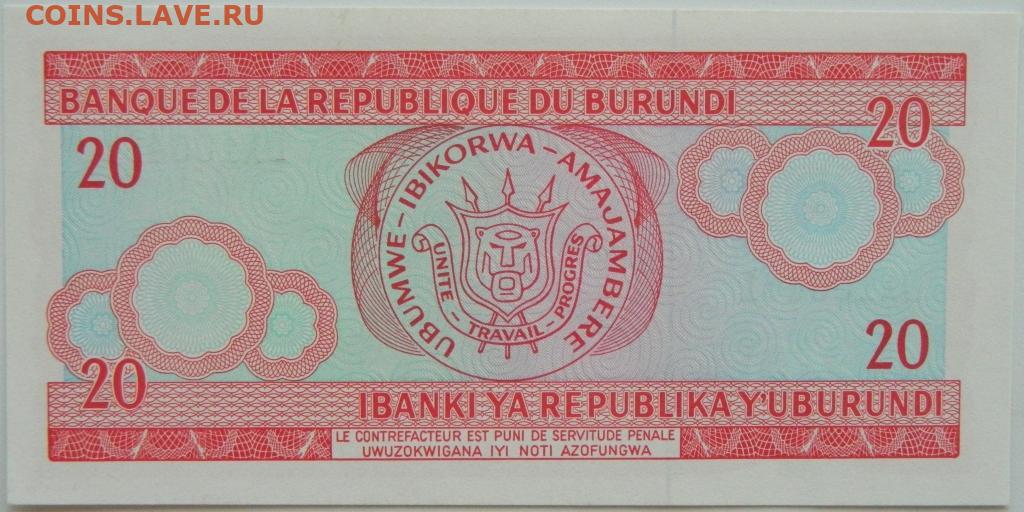 COINS.LAVE.RU
BANQUE DE LA REPUBLIQUE DU BURUNDI
20
20
UBUMWE – IBIKORWA – AMAJAMBERE
UNITE – TRAVAIL – PROGRES
20
20
IBANKI YA REPUBLIKA Y'UBURUNDI
LE CONTREFACTEUR EST PUNI DE SERVITUDE PENALE
UWUZOKWIGANA IYI NOTI AZOFUNGWA